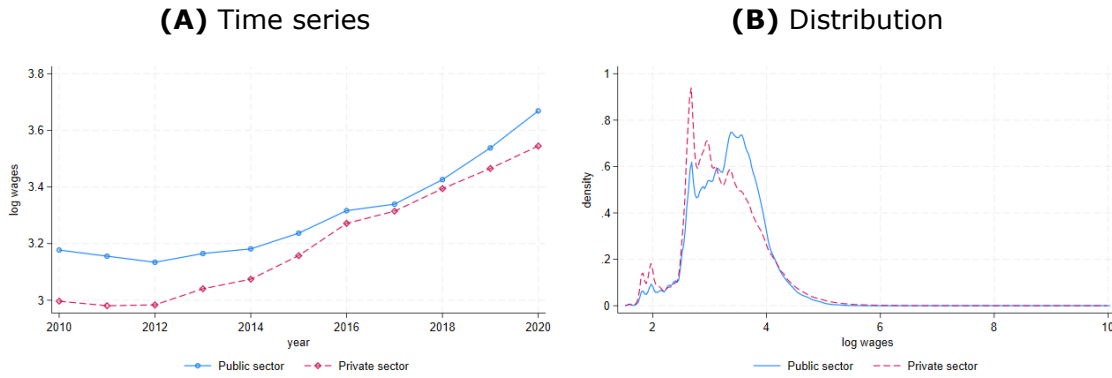 (A) Time series
3.8
3.6
3.4
3.2
3
log wages
2010
2012
2014
2016
2018
2020
year
Public sector
Private sector
(B) Distribution
1
.8
.6
.4
.2
0
density
2
4
6
8
10
log wages
Public sector
Private sector